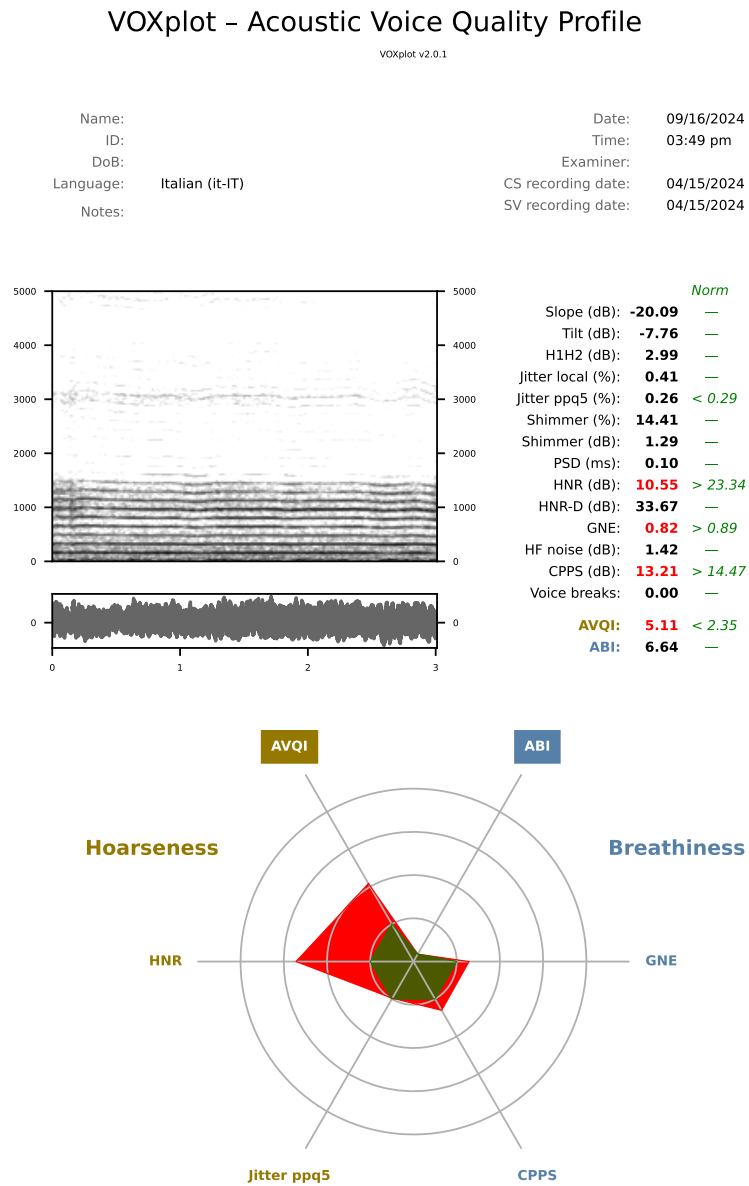 VOXplot – Acoustic Voice Quality Profile
VOXplot v2.0.1
Name:
ID:
DoB:
Language: Italian (it-IT)
Notes:
Date: 09/16/2024
Time: 03:49 pm
Examiner:
CS recording date: 04/15/2024
SV recording date: 04/15/2024
5000 5000
4000 4000
3000 3000
2000 2000
1000 1000
0 0
0 0
0 1 2 3
Norm
Slope (dB): -20.09 —
Tilt (dB): -7.76 —
H1H2 (dB): 2.99 —
Jitter local (%): 0.41 —
Jitter ppq5 (%): 0.26 < 0.29
Shimmer (%): 14.41 —
Shimmer (dB): 1.29 —
PSD (ms): 0.10 —
HNR (dB): 10.55 > 23.34
HNR-D (dB): 33.67 —
GNE: 0.82 > 0.89
HF noise (dB): 1.42 —
CPPS (dB): 13.21 > 14.47
Voice breaks: 0.00 —
AVQI: 5.11 < 2.35
ABI: 6.64 —
AVQI ABI
Hoarseness Breathiness
HNR GNE
Jitter ppq5 CPPS